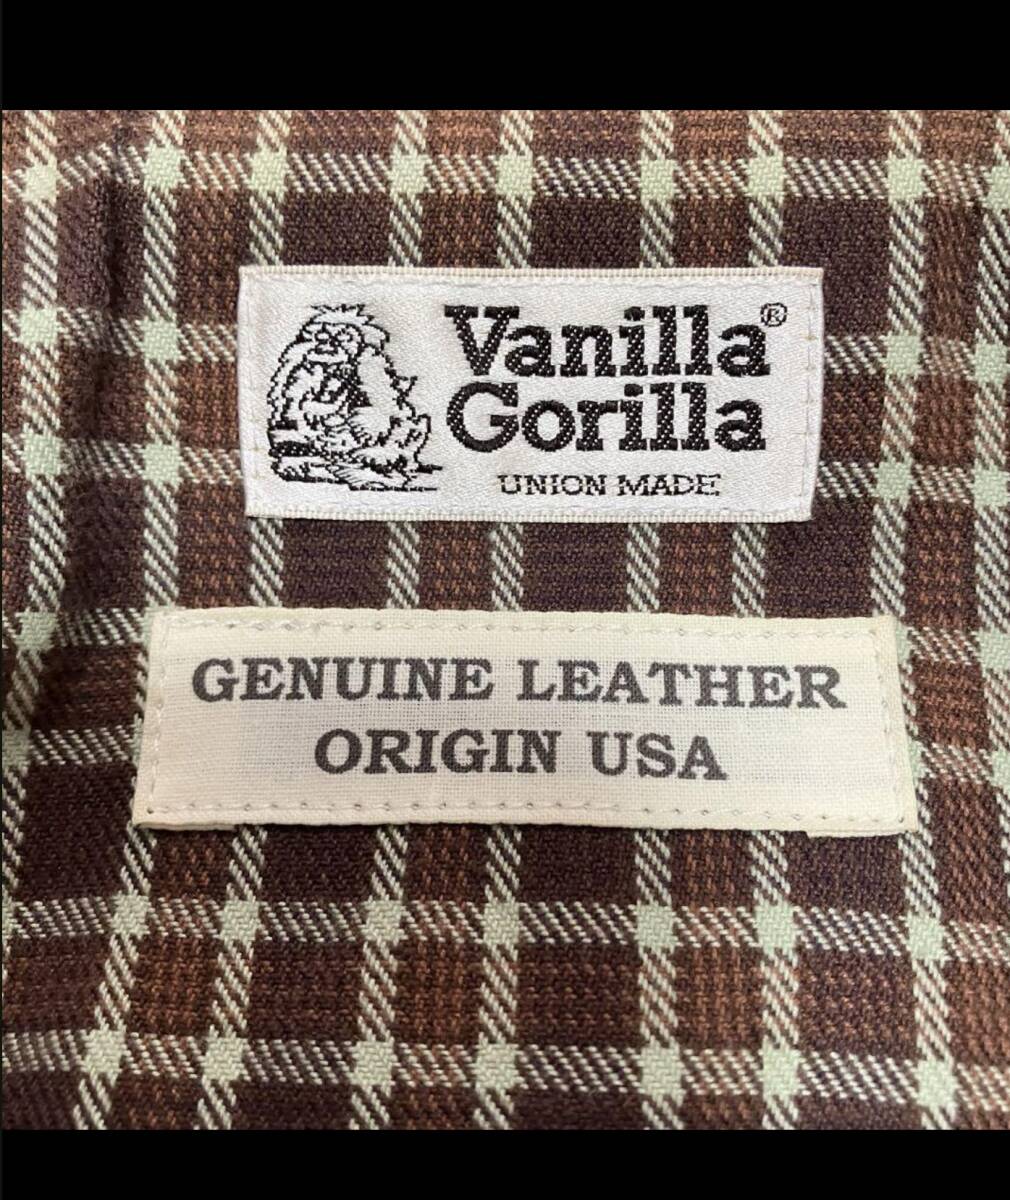 Vanilla®
Gorilla
UNION MADE
GENUINE LEATHER
ORIGIN USA